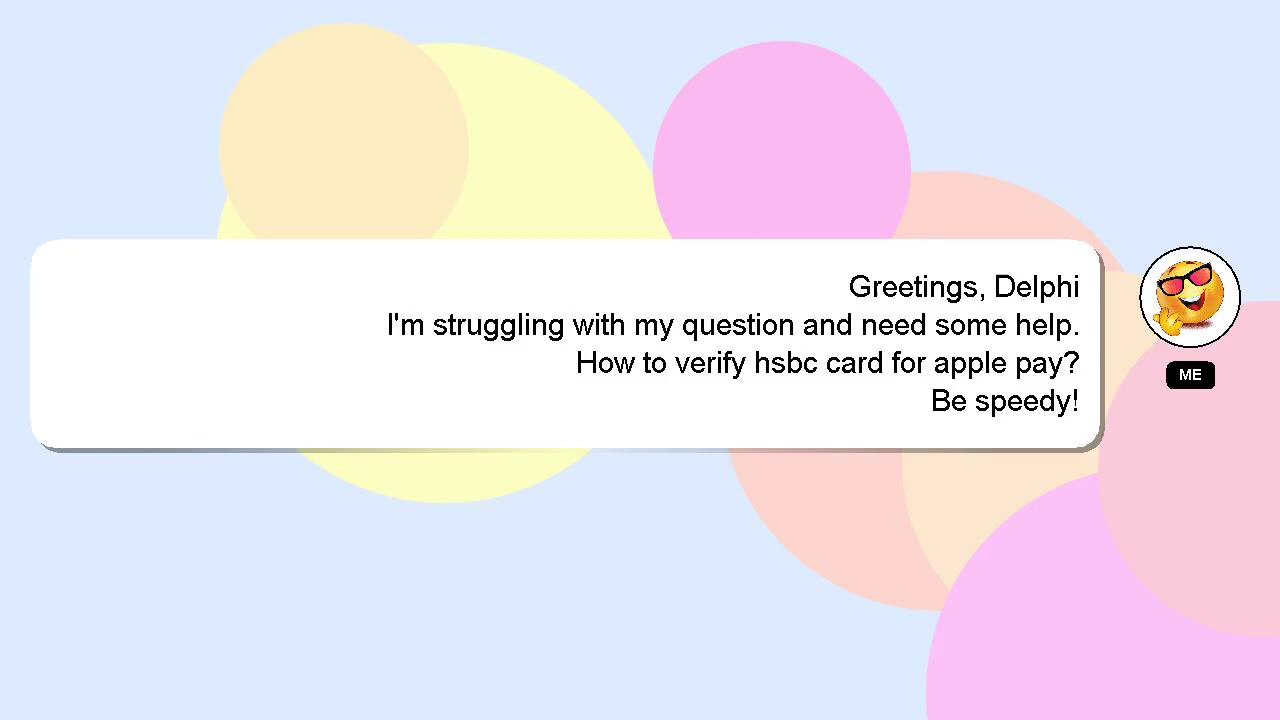 Greetings, Delphi
I'm struggling with my question and need some help.
How to verify hsbc card for apple pay?
Be speedy!
ME